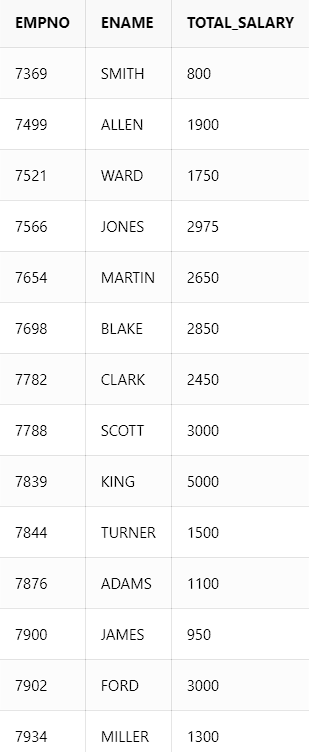 EMPNO ENAME TOTAL_SALARY
7369 SMITH 800
7499 ALLEN 1900
7521 WARD 1750
7566 JONES 2975
7654 MARTIN 2650
7698 BLAKE 2850
7782 CLARK 2450
7788 SCOTT 3000
7839 KING 5000
7844 TURNER 1500
7876 ADAMS 1100
7900 JAMES 950
7902 FORD 3000
7934 MILLER 1300